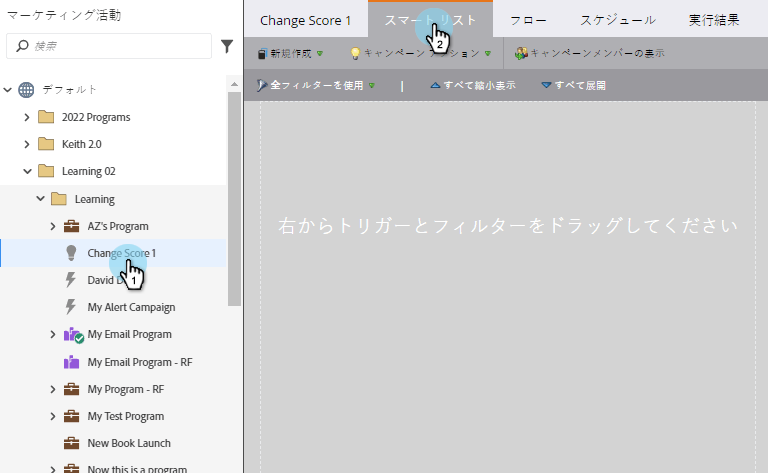 マーケティング活動
検索
デフォルト
2022 Programs
Keith 2.0
Learning 02
Learning
AZ's Program
Change Score 1
1
David D
My Alert Campaign
My Email Program
My Email Program - RF
My Program - RF
My Test Program
New Book Launch
Now this is a program
Change Score 1 スマートリスト フロー スケジュール 実行結果
2
新規作成 キャンペーンアクション キャンペーンメンバーの表示
全フィルターを使用 | すべて縮小表示 すべて展開
右からトリガーとフィルターをドラッグしてください